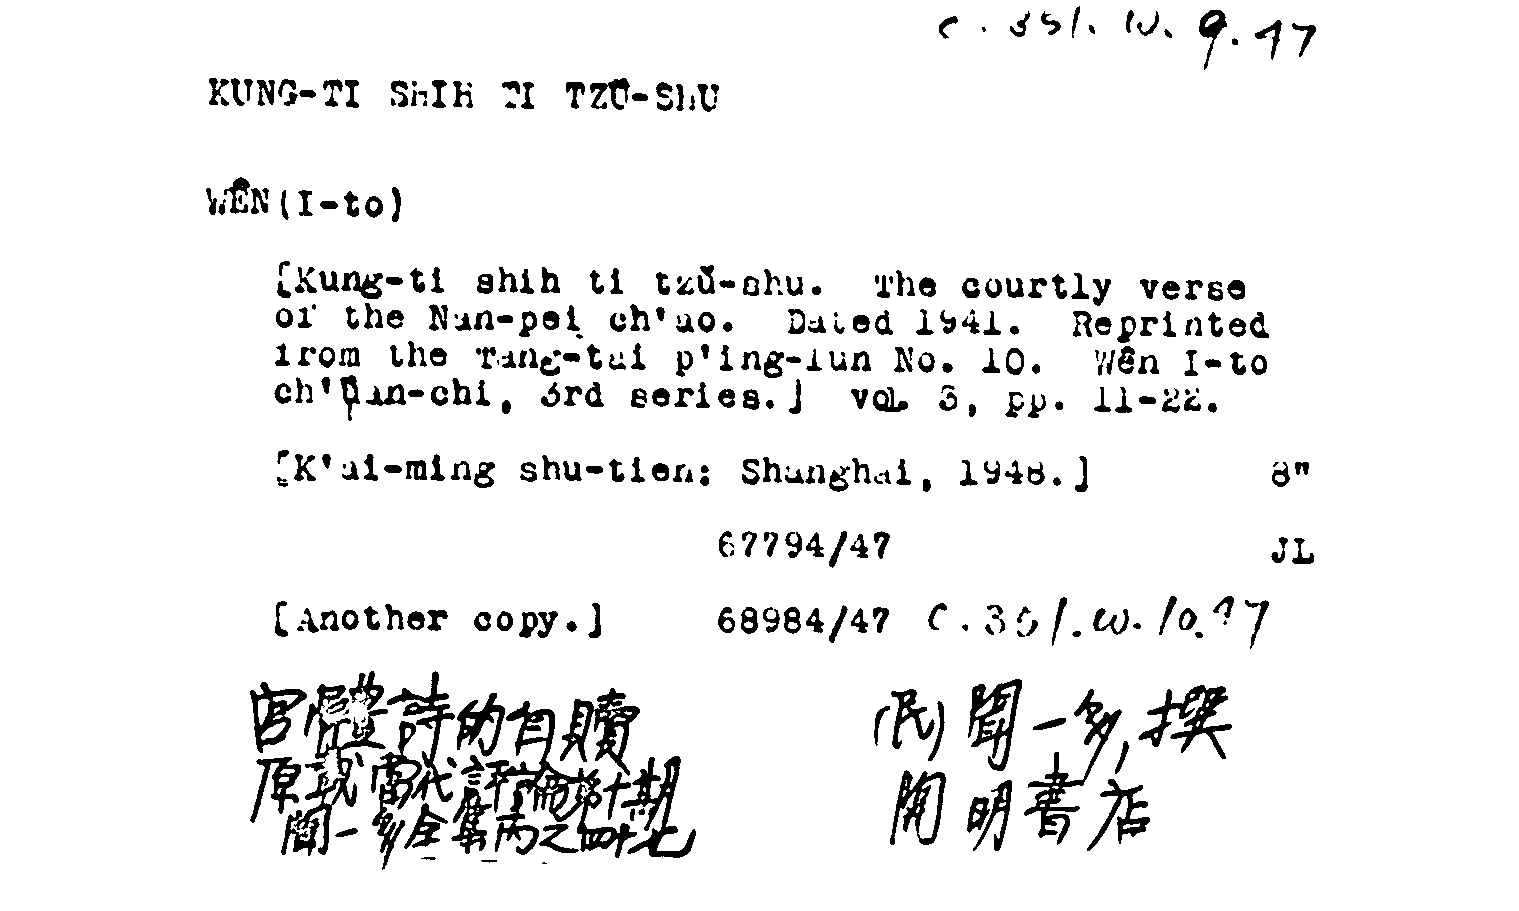 C. 351. W. 9. 47
KUNG-TI SHIH TI TZŬ-SHU
WÊN (I-to)
[Kung-ti shih ti tzŭ-shu. The courtly verse
of the Nan-pei ch'ao. Dated 1941. Reprinted
from the Tang-tai p'ing-lun No. 10. Wên I-to
ch'üan-chi, 3rd series.] vol. 3, pp. 11-22.
[K'ai-ming shu-tien: Shanghai, 1948.] 8"
67794/47 JL
[Another copy.] 68984/47 C. 351. W. 10. 47
宮體詩的自贖 (民) 聞一多, 撰
原載當代評論第十期 開明書店
聞一多全集丙之四十七